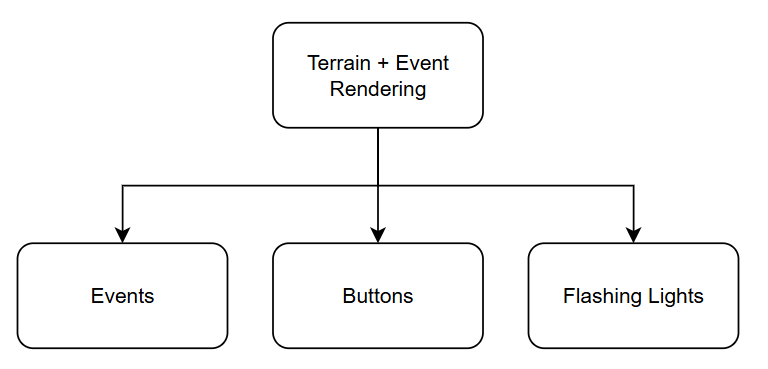 Terrain + Event
Rendering
Events
Buttons
Flashing Lights